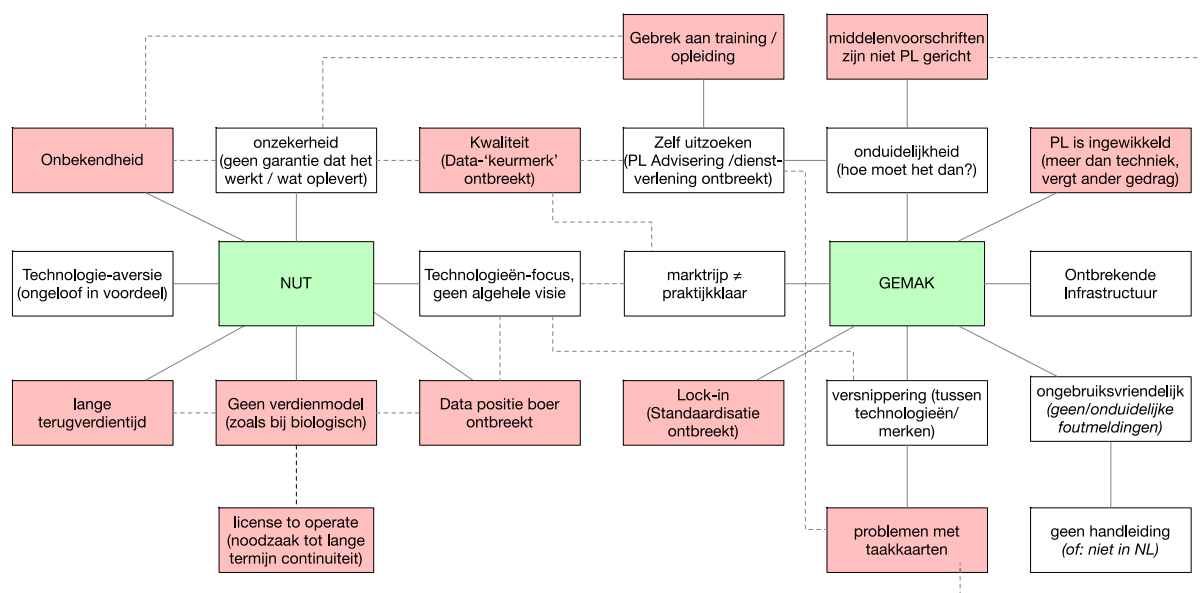 Gebrek aan training /
opleiding
middelenvoorschriften
zijn niet PL gericht
Onbekendheid
onzekerheid
(geen garantie dat het
werkt / wat oplevert)
Kwaliteit
(Data-‘keurmerk’
ontbreekt)
Zelf uitzoeken
(PL Advisering /dienst-
verlening ontbreekt)
onduidelijkheid
(hoe moet het dan?)
PL is ingewikkeld
(meer dan techniek,
vergt ander gedrag)
Technologie-aversie
(ongeloof in voordeel)
NUT
Technologieën-focus,
geen algehele visie
marktrijp ≠
praktijkklaar
GEMAK
Ontbrekende
Infrastructuur
lange
terugverdientijd
Geen verdienmodel
(zoals bij biologisch)
Data positie boer
ontbreekt
Lock-in
(Standaardisatie
ontbreekt)
versnippering (tussen
technologieën/
merken)
ongebruiksvriendelijk
(geen/onduidelijke
foutmeldingen)
license to operate
(noodzaak tot lange
termijn continuiteit)
problemen met
taakkaarten
geen handleiding
(of: niet in NL)